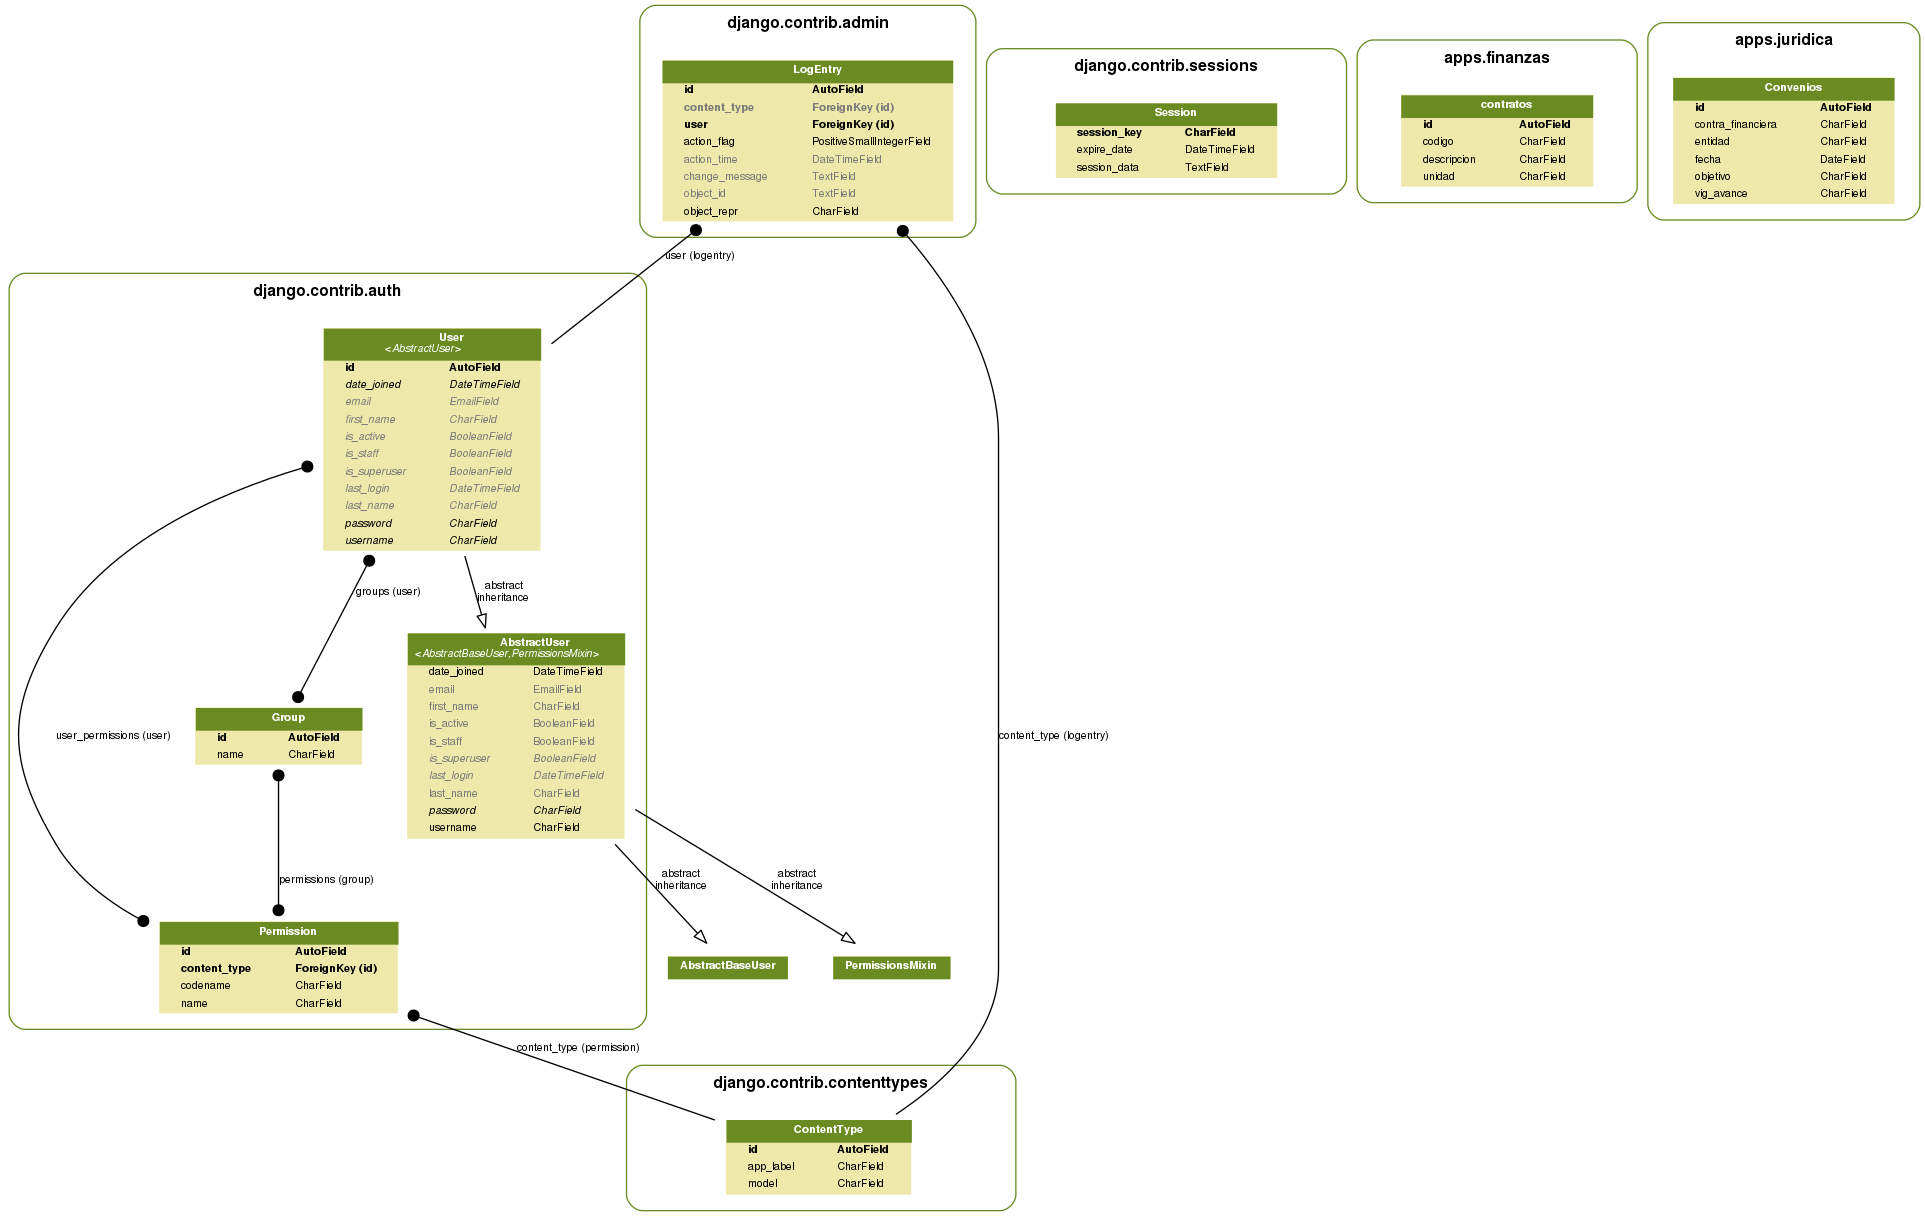 django.contrib.admin
LogEntry
id AutoField
content_type ForeignKey (id)
user ForeignKey (id)
action_flag PositiveSmallIntegerField
action_time DateTimeField
change_message TextField
object_id TextField
object_repr CharField
django.contrib.sessions
Session
session_key CharField
expire_date DateTimeField
session_data TextField
apps.finanzas
contratos
id AutoField
codigo CharField
descripcion CharField
unidad CharField
apps.juridica
Convenios
id AutoField
contra_financiera CharField
entidad CharField
fecha DateField
objetivo CharField
vig_avance CharField
user (logentry)
django.contrib.auth
User
<AbstractUser>
id AutoField
date_joined DateTimeField
email EmailField
first_name CharField
is_active BooleanField
is_staff BooleanField
is_superuser BooleanField
last_login DateTimeField
last_name CharField
password CharField
username CharField
groups (user)
abstract
inheritance
AbstractUser
<AbstractBaseUser,PermissionsMixin>
date_joined DateTimeField
email EmailField
first_name CharField
is_active BooleanField
is_staff BooleanField
is_superuser BooleanField
last_login DateTimeField
last_name CharField
password CharField
username CharField
Group
id AutoField
name CharField
user_permissions (user)
content_type (logentry)
permissions (group)
abstract
inheritance
abstract
inheritance
Permission
id AutoField
content_type ForeignKey (id)
codename CharField
name CharField
AbstractBaseUser
PermissionsMixin
content_type (permission)
django.contrib.contenttypes
ContentType
id AutoField
app_label CharField
model CharField